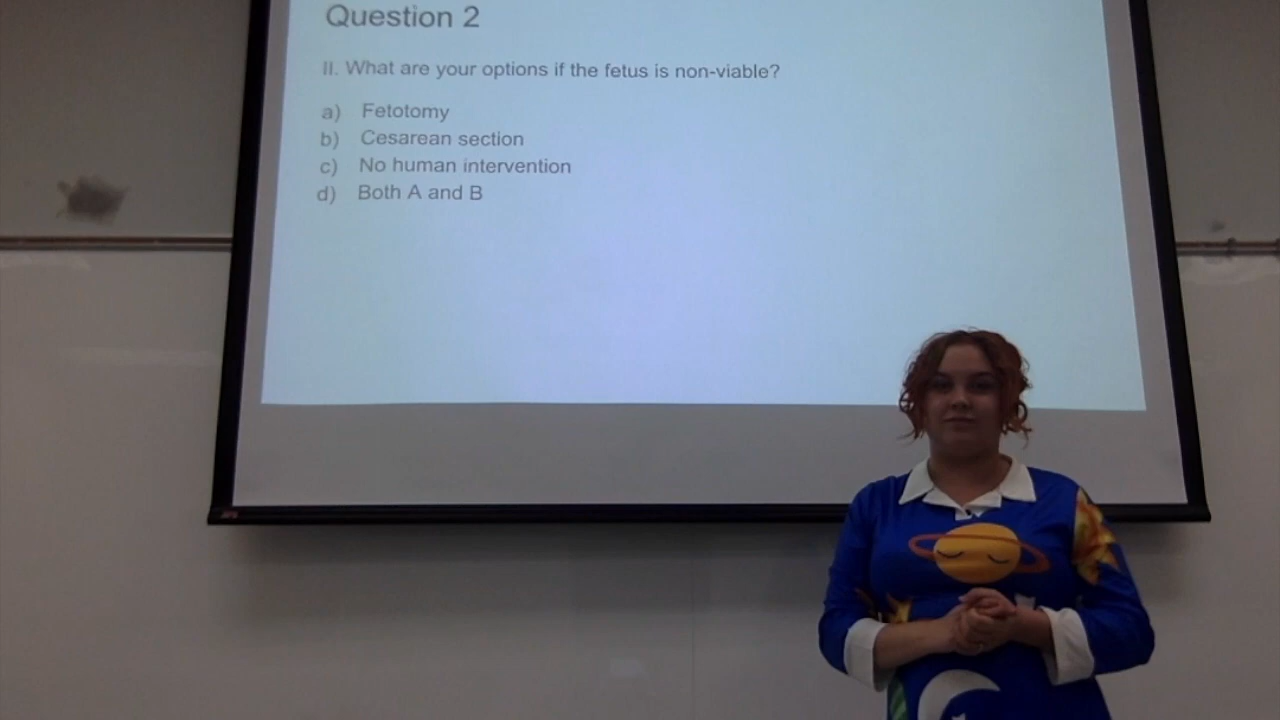 Question 2
II. What are your options if the fetus is non-viable?
a) Fetotomy
b) Cesarean section
c) No human intervention
d) Both A and B